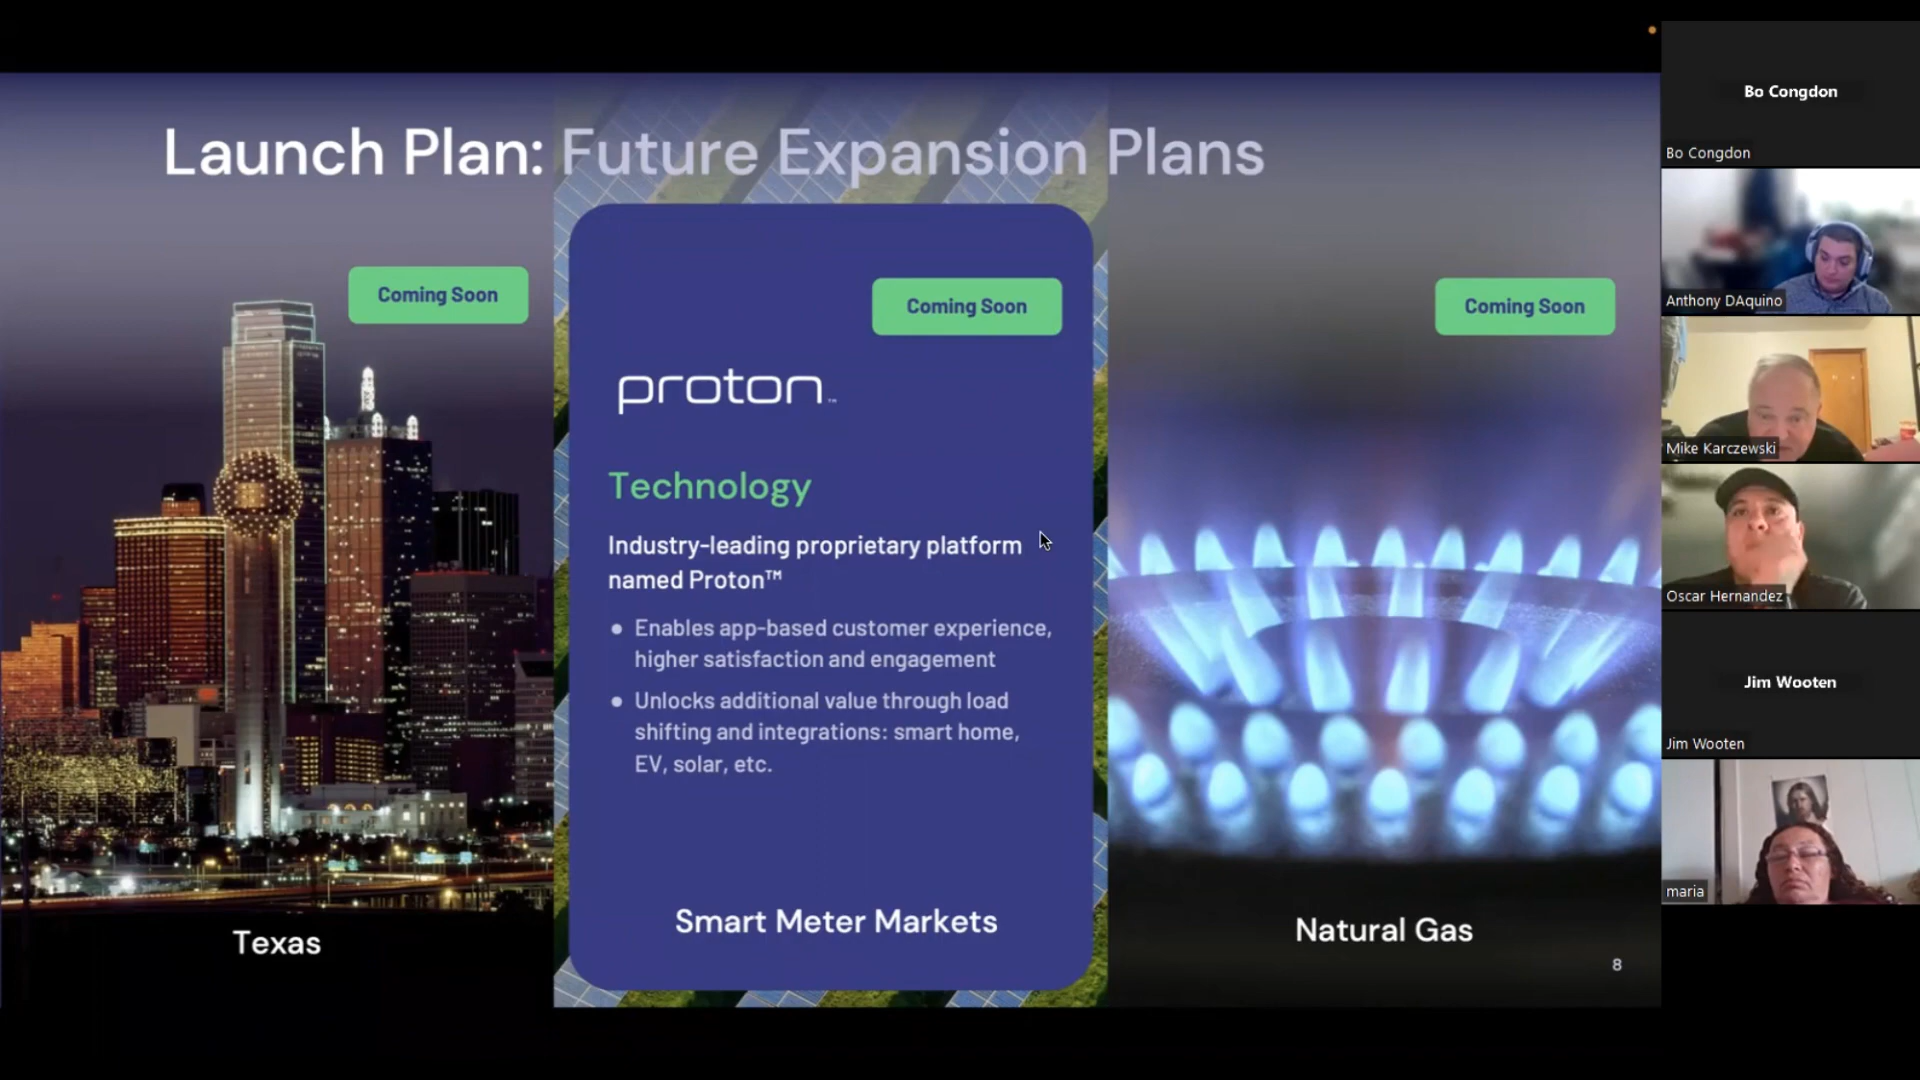 Launch Plan: Future Expansion Plans
Coming Soon
Texas
Coming Soon
proton™
Technology
Industry-leading proprietary platform
named Proton™
● Enables app-based customer experience,
higher satisfaction and engagement
● Unlocks additional value through load
shifting and integrations: smart home,
EV, solar, etc.
Smart Meter Markets
Coming Soon
Natural Gas
8
Bo Congdon
Bo Congdon
Anthony DAquino
Mike Karczewski
Oscar Hernandez
Jim Wooten
Jim Wooten
maria